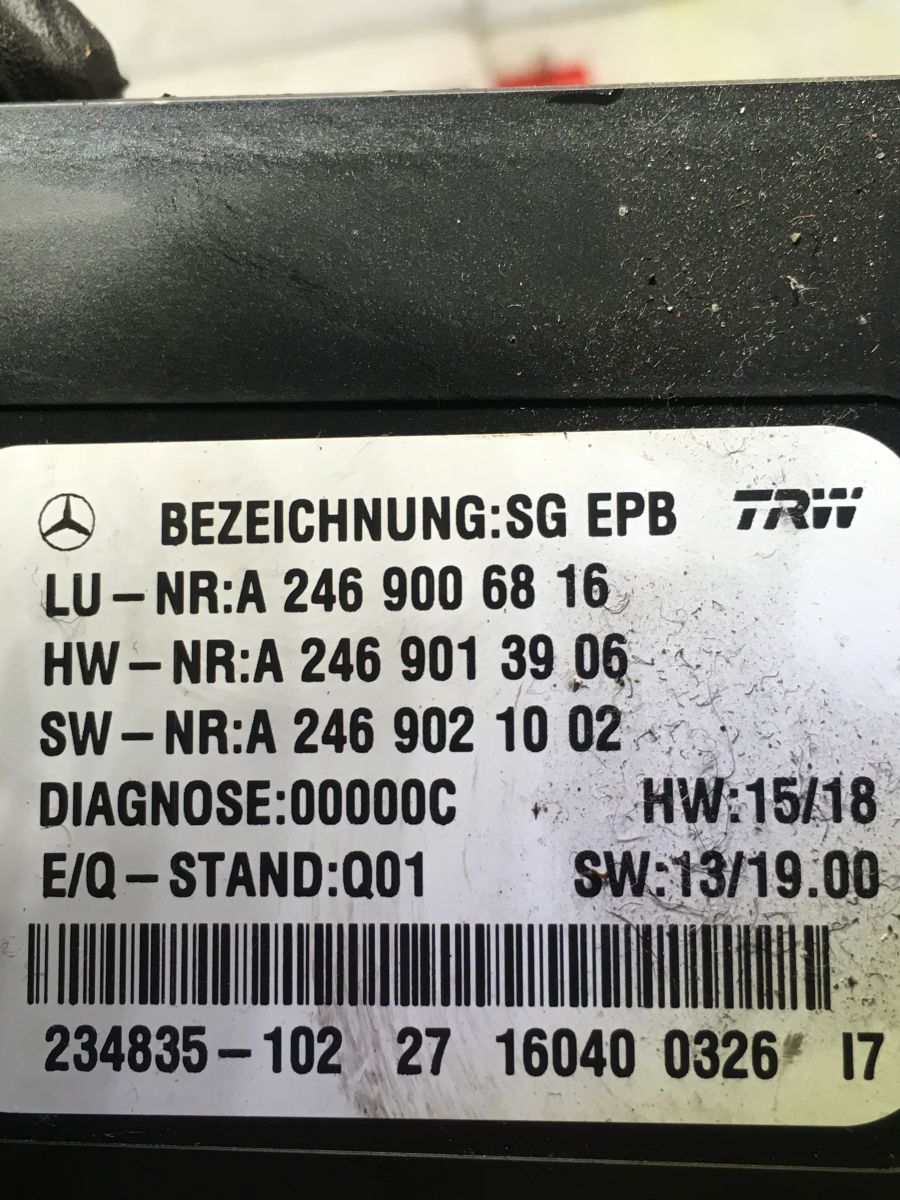 BEZEICHNUNG:SG EPB TRW
LU-NR:A 246 900 68 16
HW-NR:A 246 901 39 06
SW-NR:A 246 902 10 02
DIAGNOSE:00000C HW:15/18
E/Q-STAND:Q01 SW:13/19.00
234835-102 27 16040 0326 I7